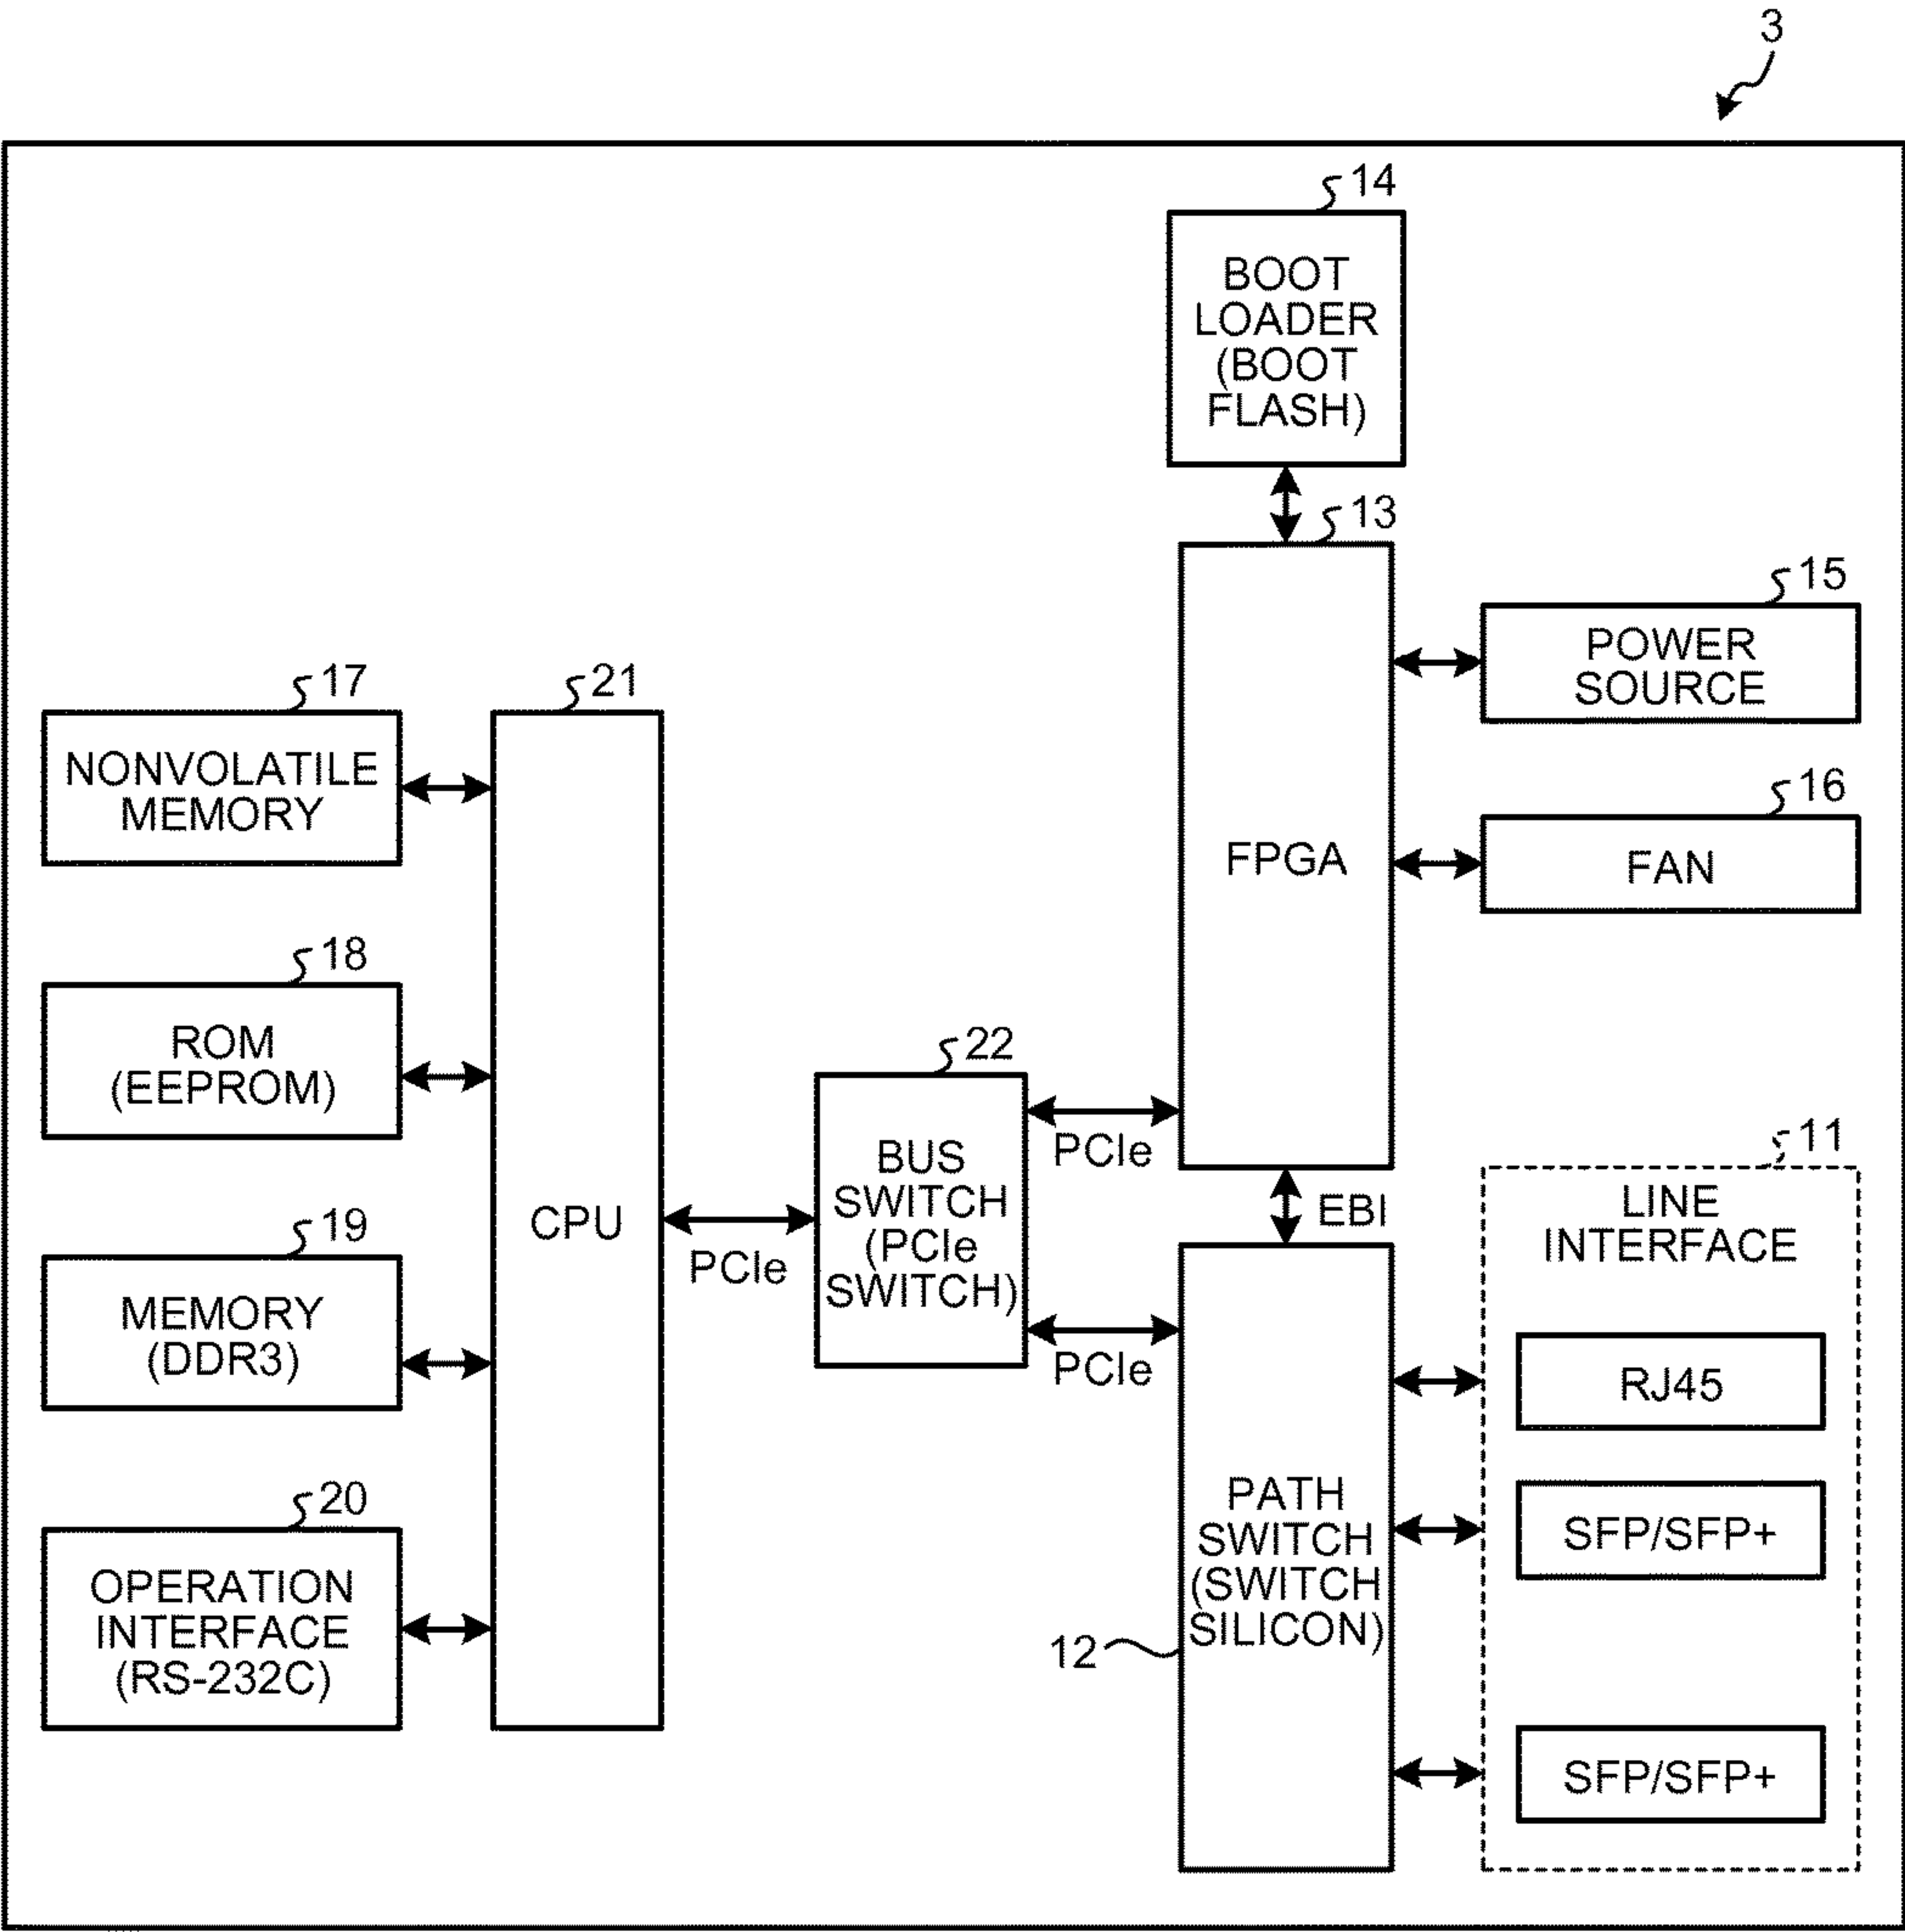 3
14
BOOT
LOADER
(BOOT
FLASH)
13
FPGA
15
POWER
SOURCE
16
FAN
17
NONVOLATILE
MEMORY
18
ROM
(EEPROM)
19
MEMORY
(DDR3)
20
OPERATION
INTERFACE
(RS-232C)
21
CPU
PCIe
22
BUS
SWITCH
(PCIe
SWITCH)
PCIe
PCIe
EBI
12
PATH
SWITCH
(SWITCH
SILICON)
11
LINE
INTERFACE
RJ45
SFP/SFP+
SFP/SFP+